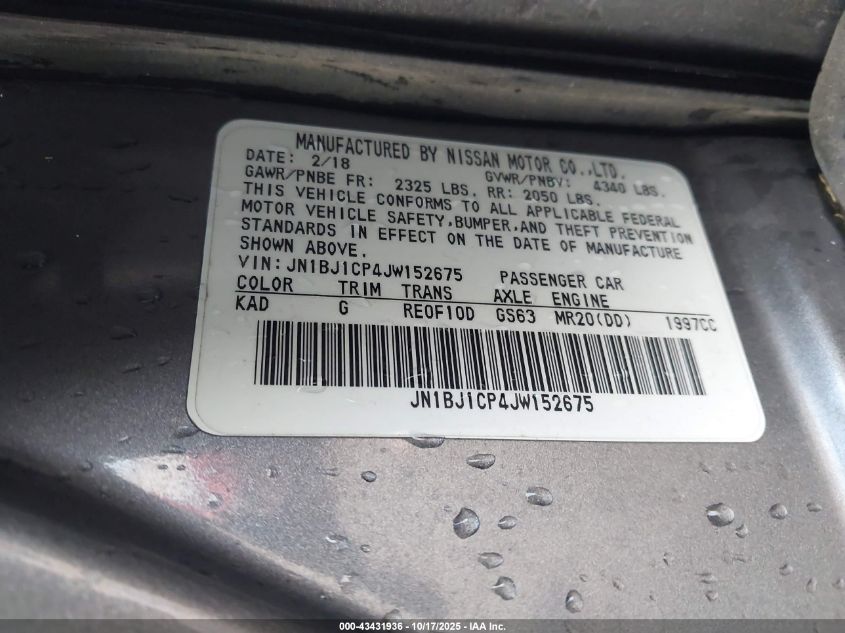 MANUFACTURED BY NISSAN MOTOR CO.,LTD.
DATE: 2/18 GVWR/PNBV: 4340 LBS.
GAWR/PNBE FR: 2325 LBS. RR: 2050 LBS.
THIS VEHICLE CONFORMS TO ALL APPLICABLE FEDERAL
MOTOR VEHICLE SAFETY,BUMPER,AND THEFT PREVENTION
STANDARDS IN EFFECT ON THE DATE OF MANUFACTURE
SHOWN ABOVE.
VIN:JN1BJ1CP4JW152675 PASSENGER CAR
COLOR TRIM TRANS AXLE ENGINE
KAD G RE0F10D GS63 MR20(DD) 1997CC
JN1BJ1CP4JW152675
000-43431936 - 10/17/2025 - IAA Inc.